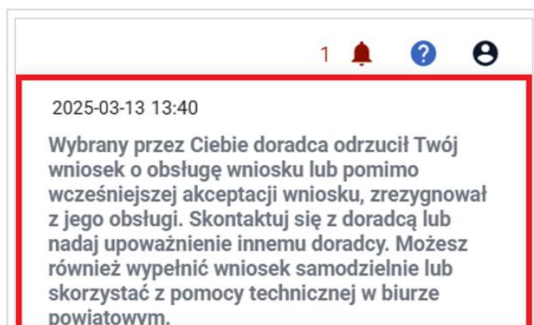 1 ?
2025-03-13 13:40
Wybrany przez Ciebie doradca odrzucił Twój
wniosek o obsługę wniosku lub pomimo
wcześniejszej akceptacji wniosku, zrezygnował
z jego obsługi. Skontaktuj się z doradcą lub
nadaj upoważnienie innemu doradcy. Możesz
również wypełnić wniosek samodzielnie lub
skorzystać z pomocy technicznej w biurze
powiatowym.